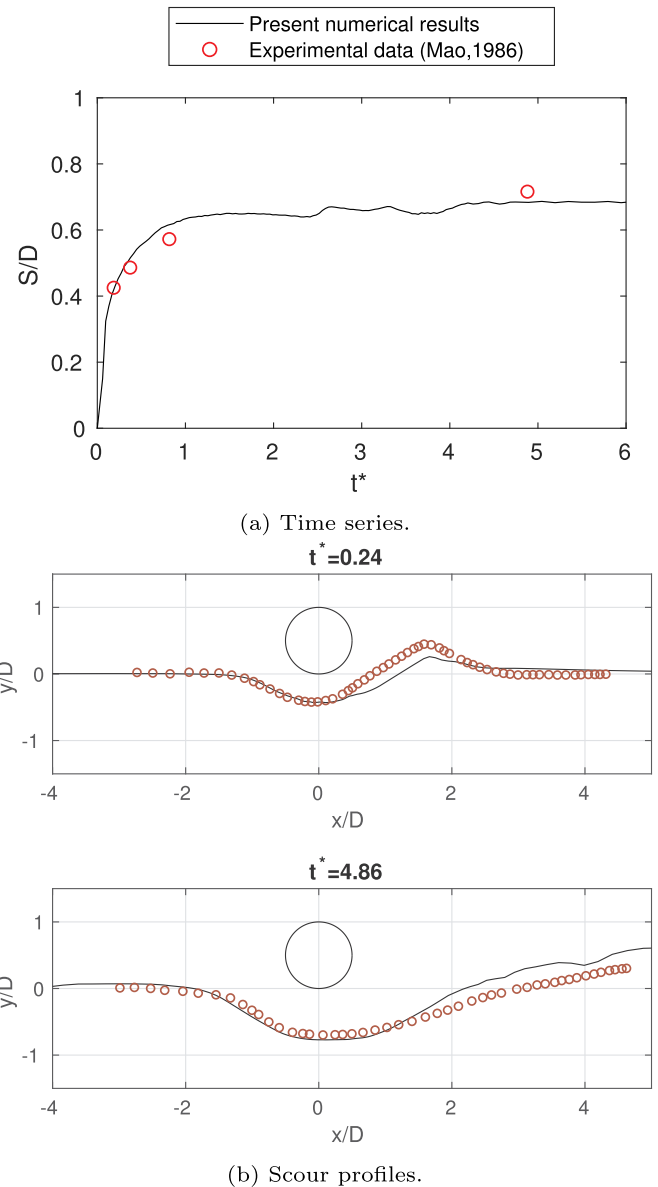 Present numerical results
Experimental data (Mao,1986)
1
0.8
0.6
0.4
0.2
0
S/D
0 1 2 3 4 5 6
t*
(a) Time series.
t*=0.24
1
0
-1
y/D
-4 -2 0 2 4
x/D
t*=4.86
1
0
-1
y/D
-4 -2 0 2 4
x/D
(b) Scour profiles.